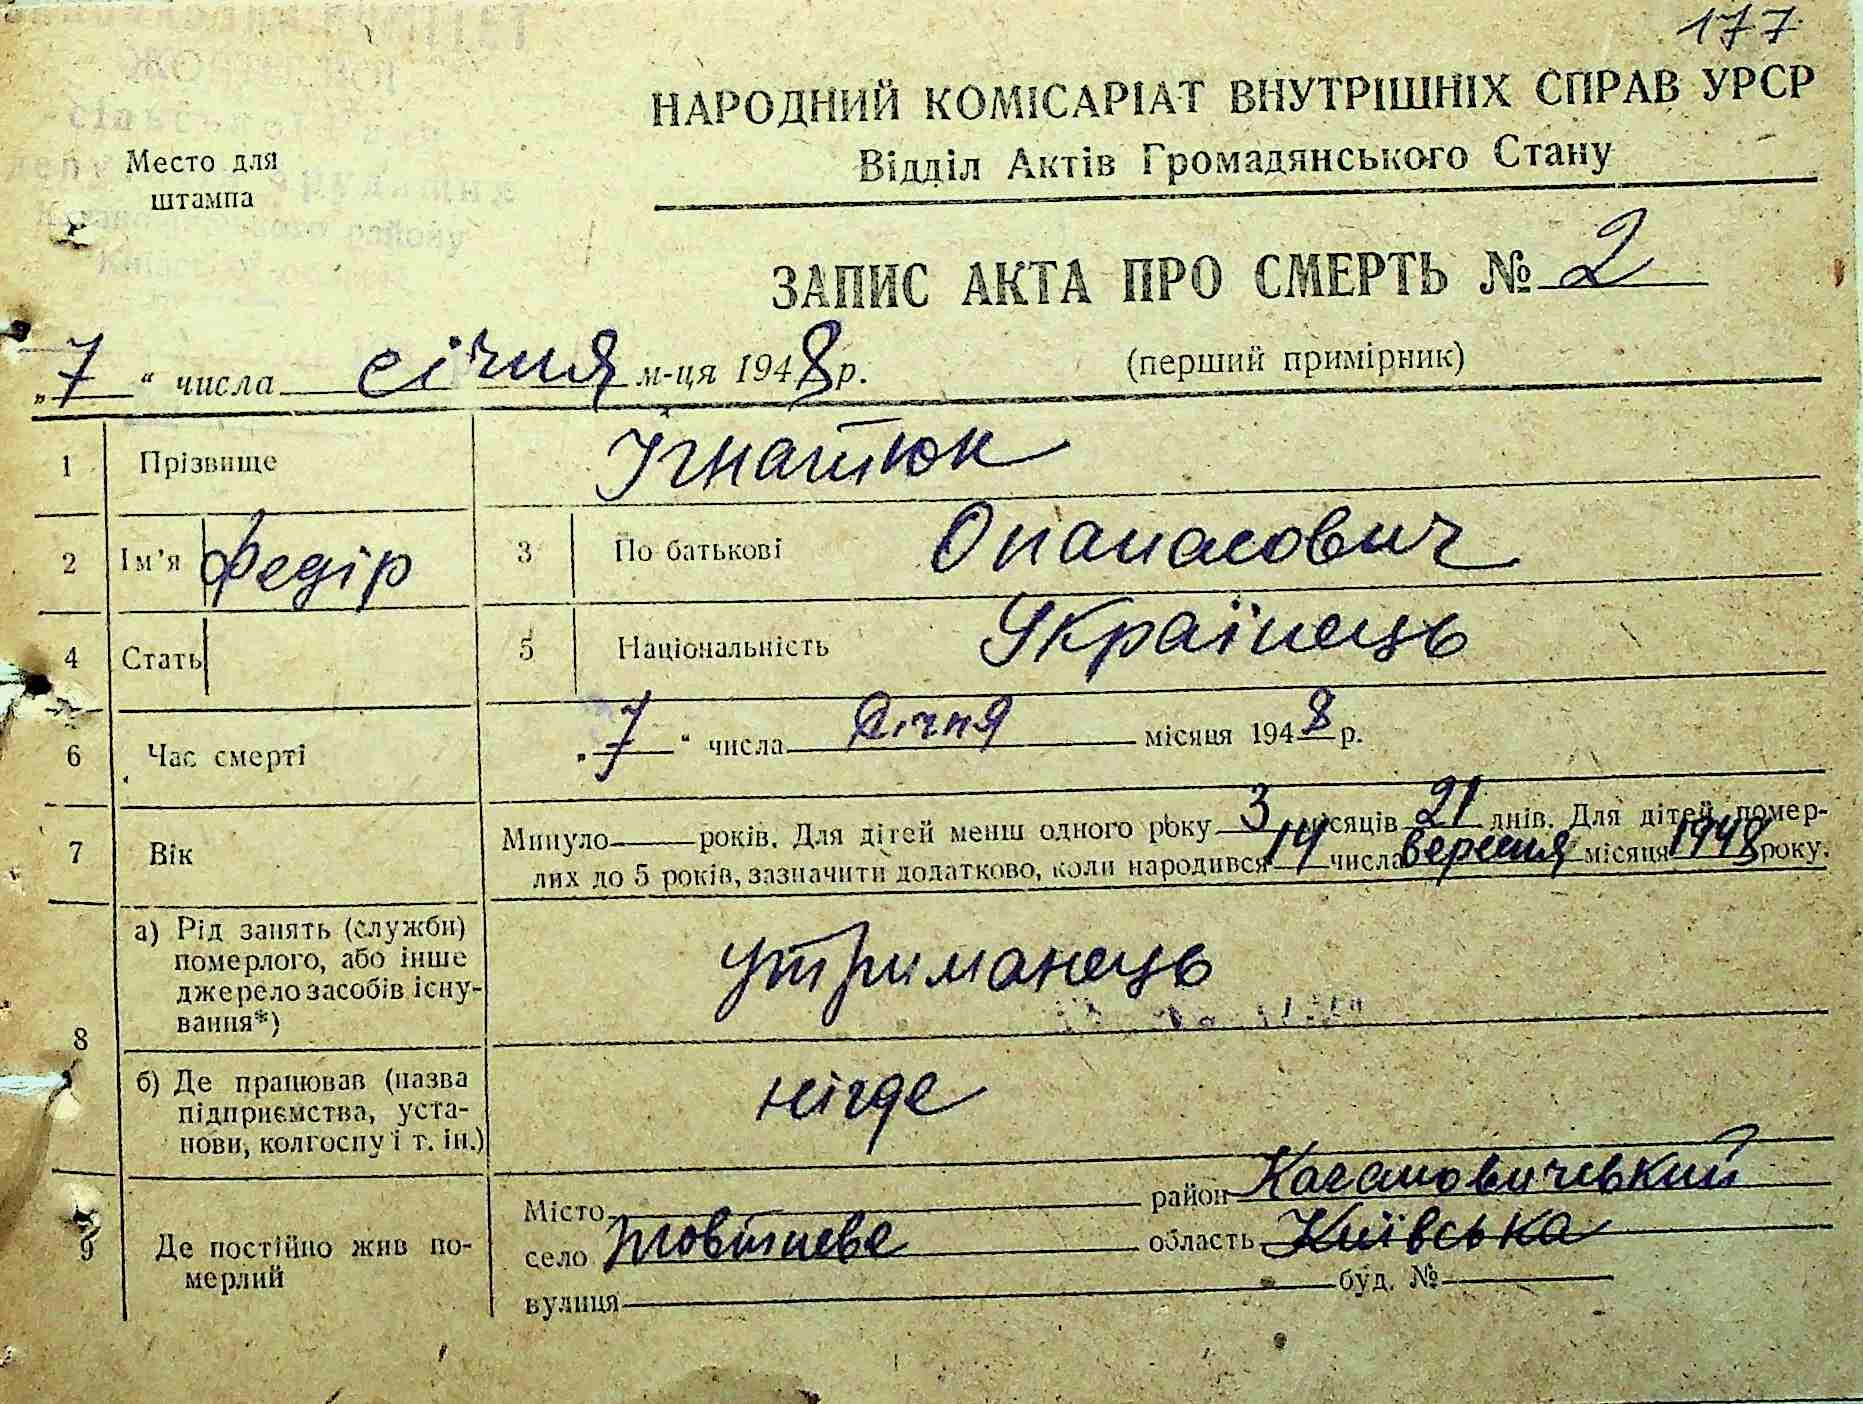 177
НАРОДНИЙ КОМІСАРІАТ ВНУТРІШНІХ СПРАВ УРСР
Відділ Актів Громадянського Стану
Место для
штампа
ЗАПИС АКТА ПРО СМЕРТЬ № 2
„7“ числа січня м-ця 1948 р. (перший примірник)
1 Прізвище Ігнатюк
2 Ім'я Федір 3 По батькові Опанасович
4 Стать 5 Національність Українець
6 Час смерті „7“ числа Січня місяця 1948 р.
7 Вік Минуло років. Для дітей менш одного року 3 місяців 21 днів. Для дітей, помер-
лих до 5 років, зазначити додатково, коли народився 14 числа вересня місяця 1948 року.
8 а) Рід занять (служби)
померлого, або інше
джерело засобів існу-
вання*) утриманець
б) Де працював (назва
підприємства, уста-
нови, колгоспу і т. ін.) нігде
9 Де постійно жив по-
мерлий
Місто район Кагановичевький
село Жовтневе область Київська
вулиця буд. №